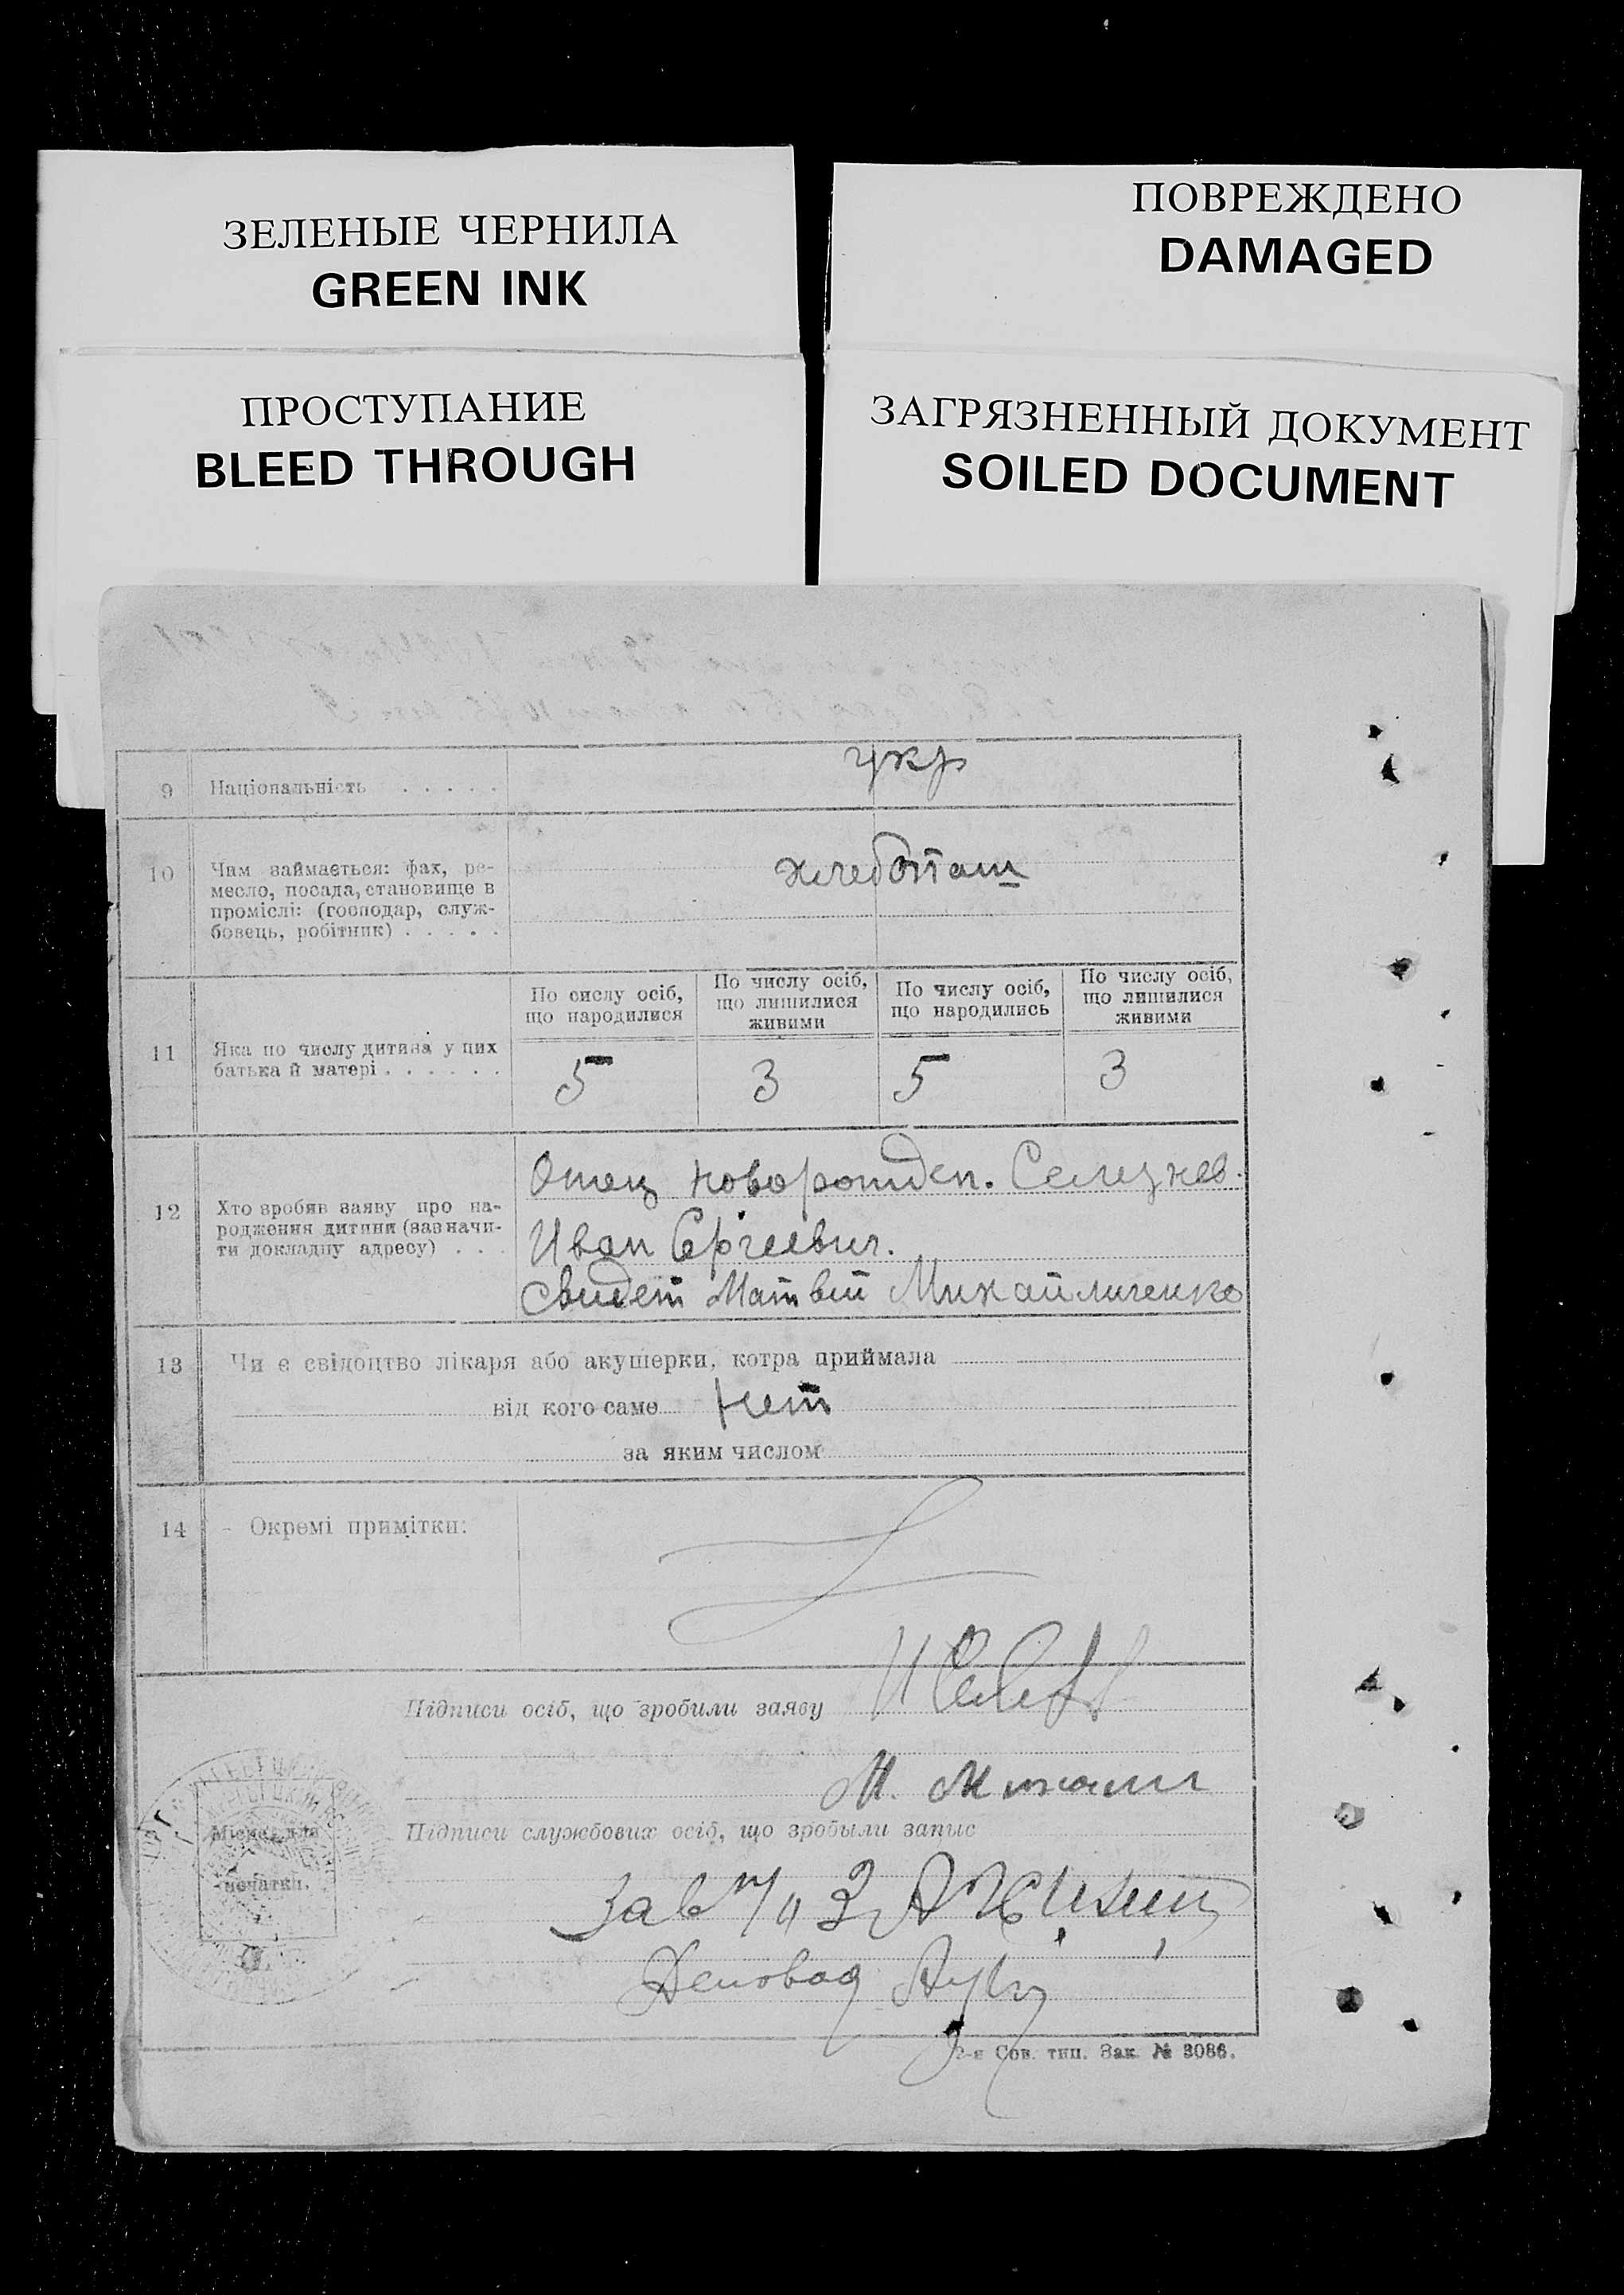 ЗЕЛЕНЫЕ ЧЕРНИЛА
GREEN INK
ПОВРЕЖДЕНО
DAMAGED
ПРОСТУПАНИЕ
BLEED THROUGH
ЗАГРЯЗНЕННЫЙ ДОКУМЕНТ
SOILED DOCUMENT
9 Національність . . . . . укр
10 Чим займається: фах, ре-
месло, посада, становище в
проміслі: (господар, служ-
бовець, робітник) . . . . .
хлебопаш
11 Яка по числу дитина у цих
батька й матері . . . . . .
По сислу осіб,
що народилися
По числу осіб,
що лишилися
живими
По числу осіб,
що народились
По числу осіб,
що лишилися
живими
5 3 5 3
12 Хто зробив заяву про на-
родження дитини (зазначи-
ти докладну адресу) . . .
Отец новорожден. Селезнев.
Иван Сергеевич.
Свидет Матвій Михайличенко
13 Чи є свідоцтво лікаря або акушерки, котра приймала
від кого саме нет
за яким числом
14 - Окремі примітки:
Підписи осіб, що зробили заяву
М.
Підписи службових осіб, що зробыли запис
Зав
Деловод
Місце для
печатки.
2-я Сов. тип. Зак. № 3086.